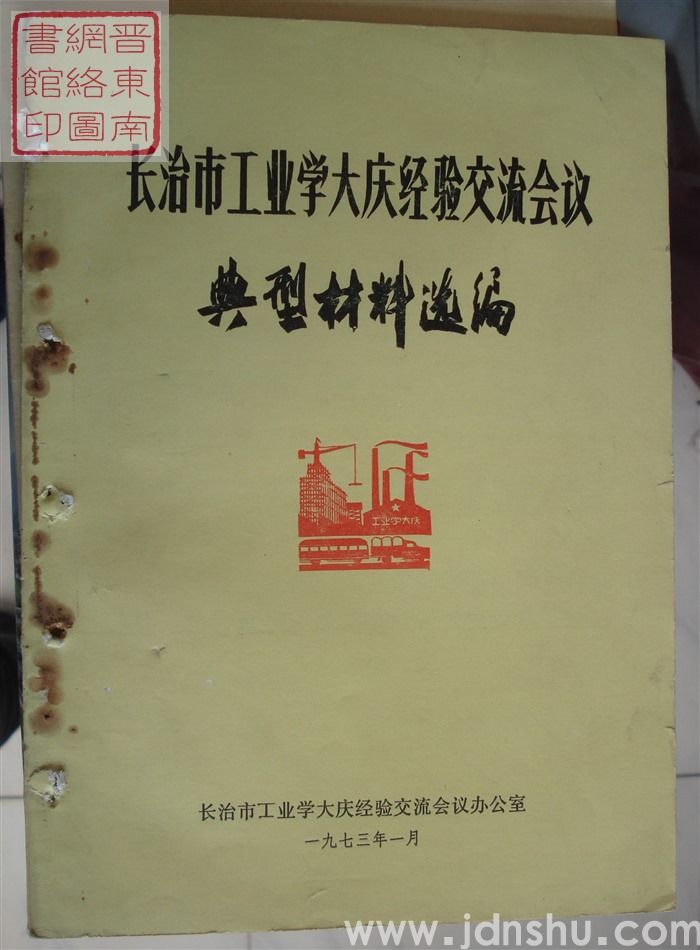 晋东南
網絡圖
書館印
长治市工业学大庆经验交流会议
典型材料选编
工业学大庆
长治市工业学大庆经验交流会议办公室
一九七三年一月
www.jdnshu.com